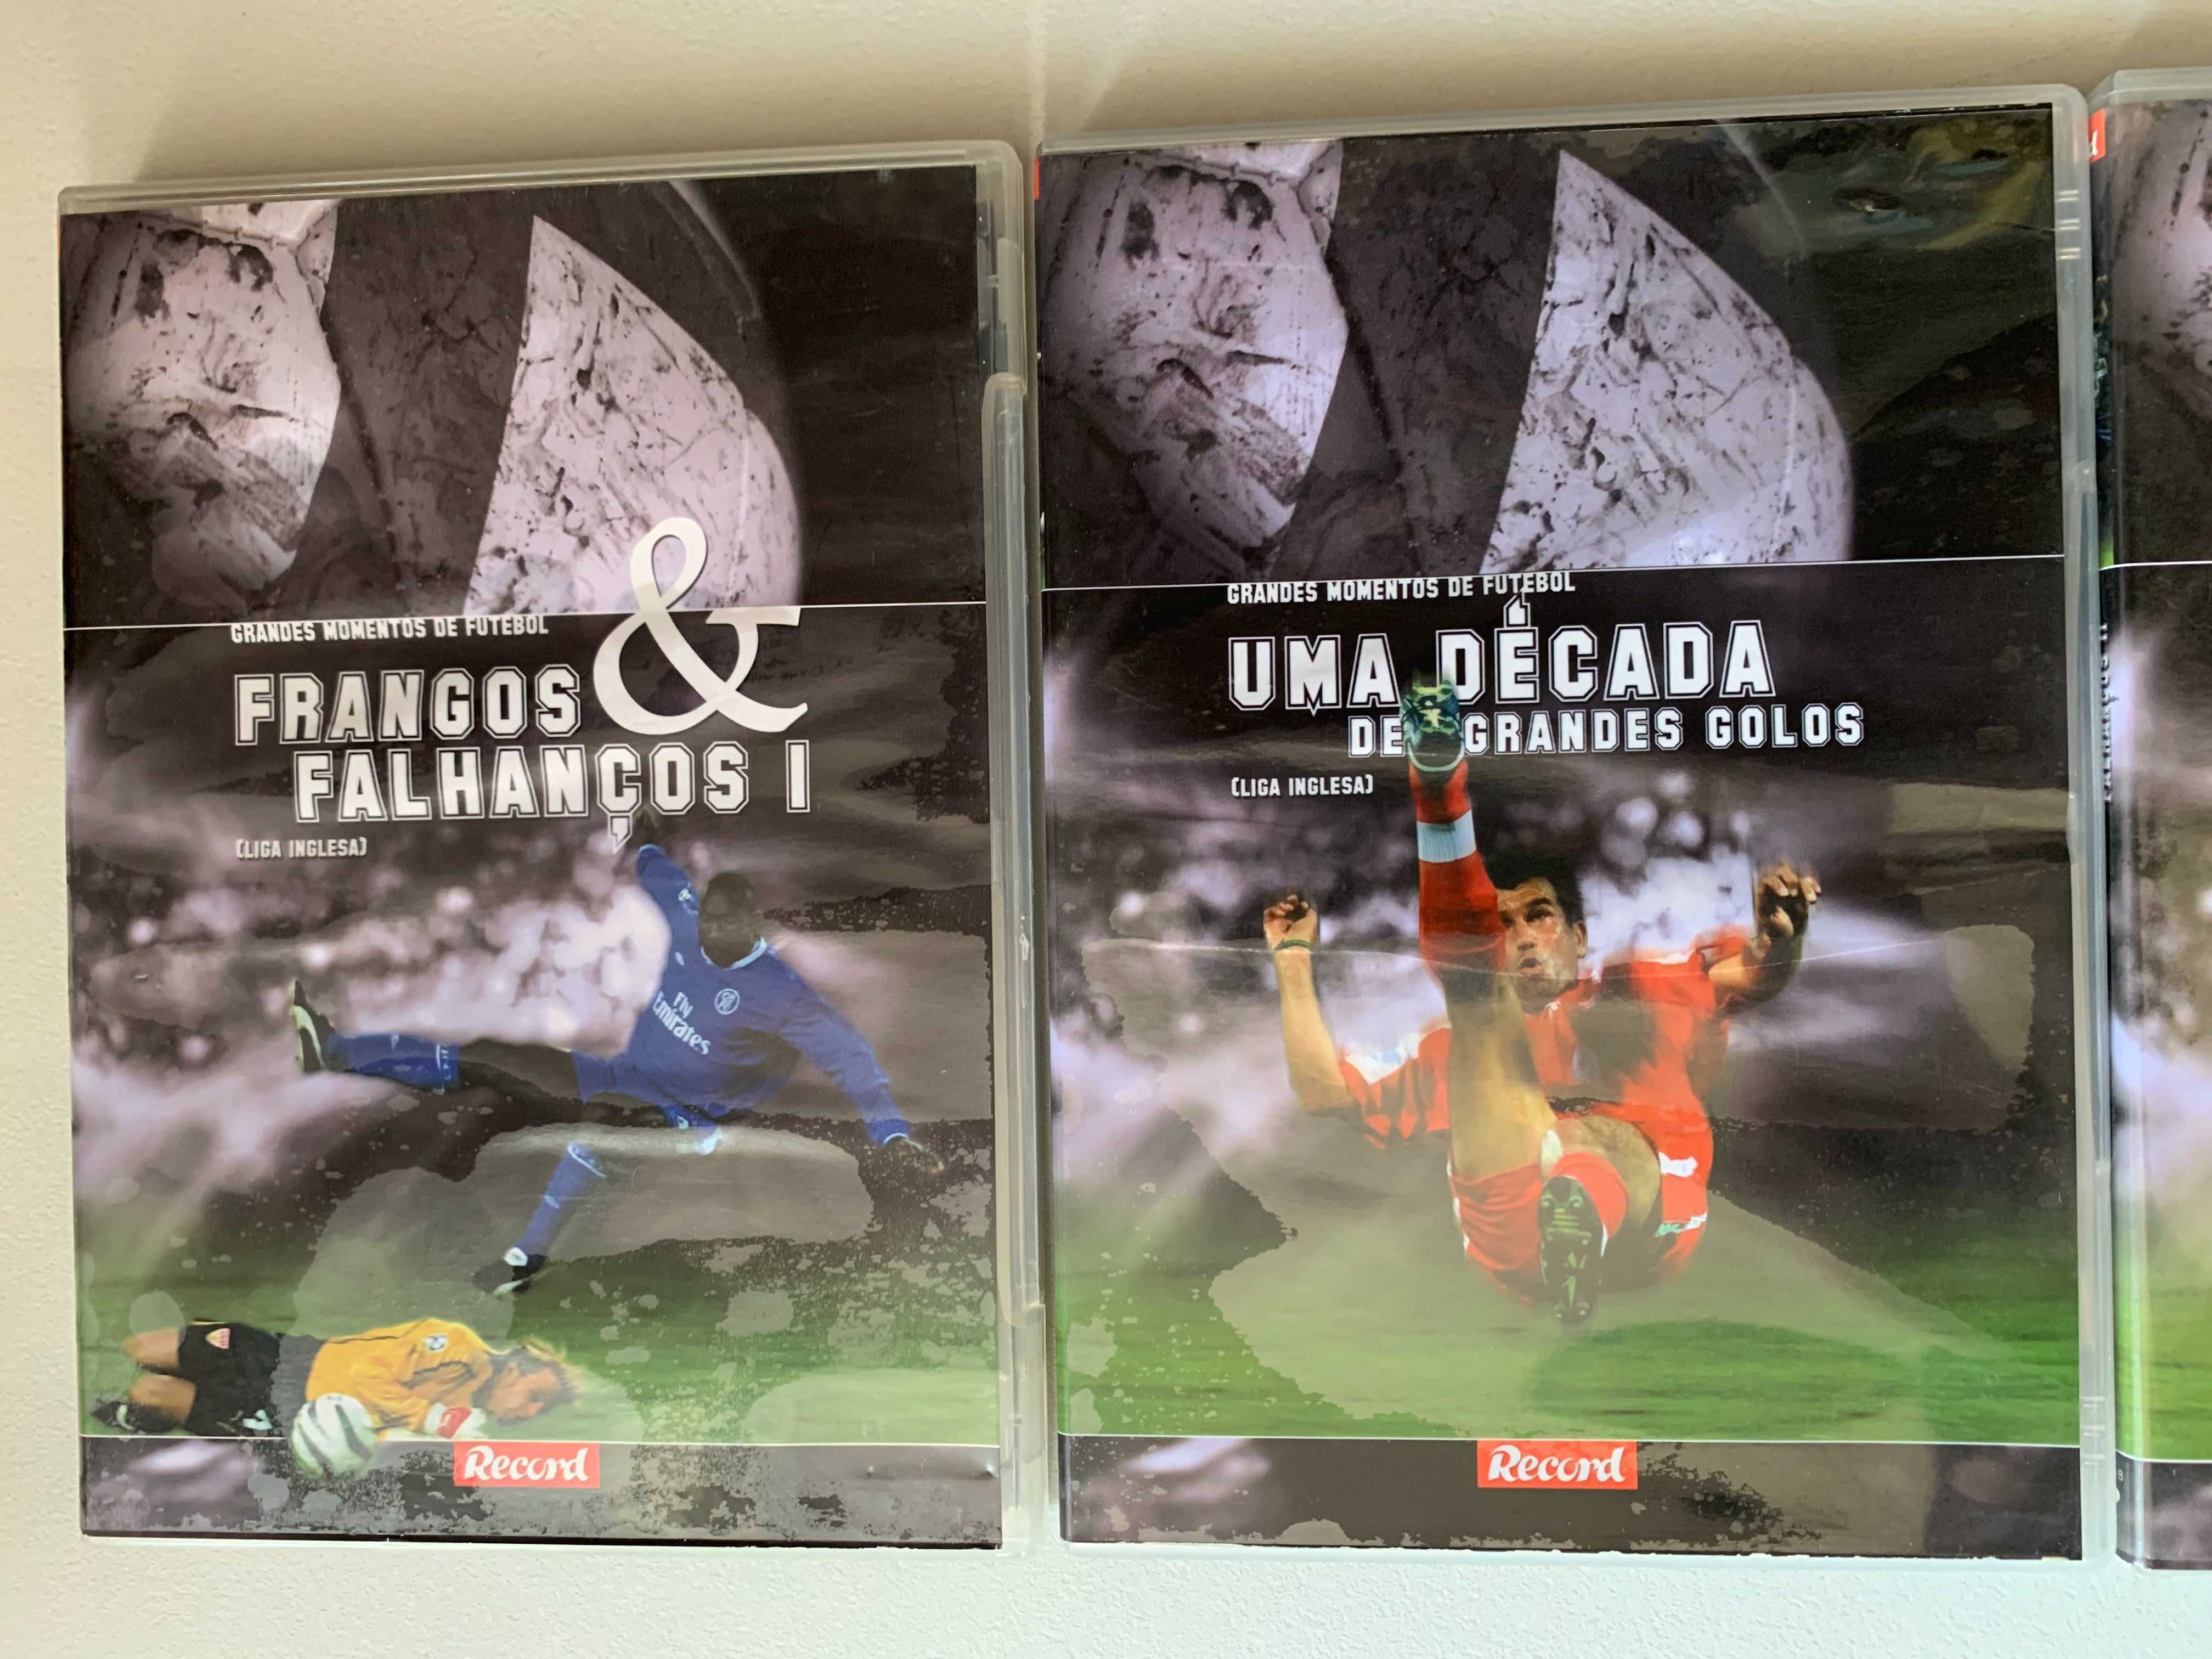 GRANDES MOMENTOS DE FUTEBOL
FRANGOS &
FALHANÇOS I
(LIGA INGLESA)
Fly
Emirates
Record
GRANDES MOMENTOS DE FUTEBOL
UMA DÉCADA
DE GRANDES GOLOS
(LIGA INGLESA)
Record